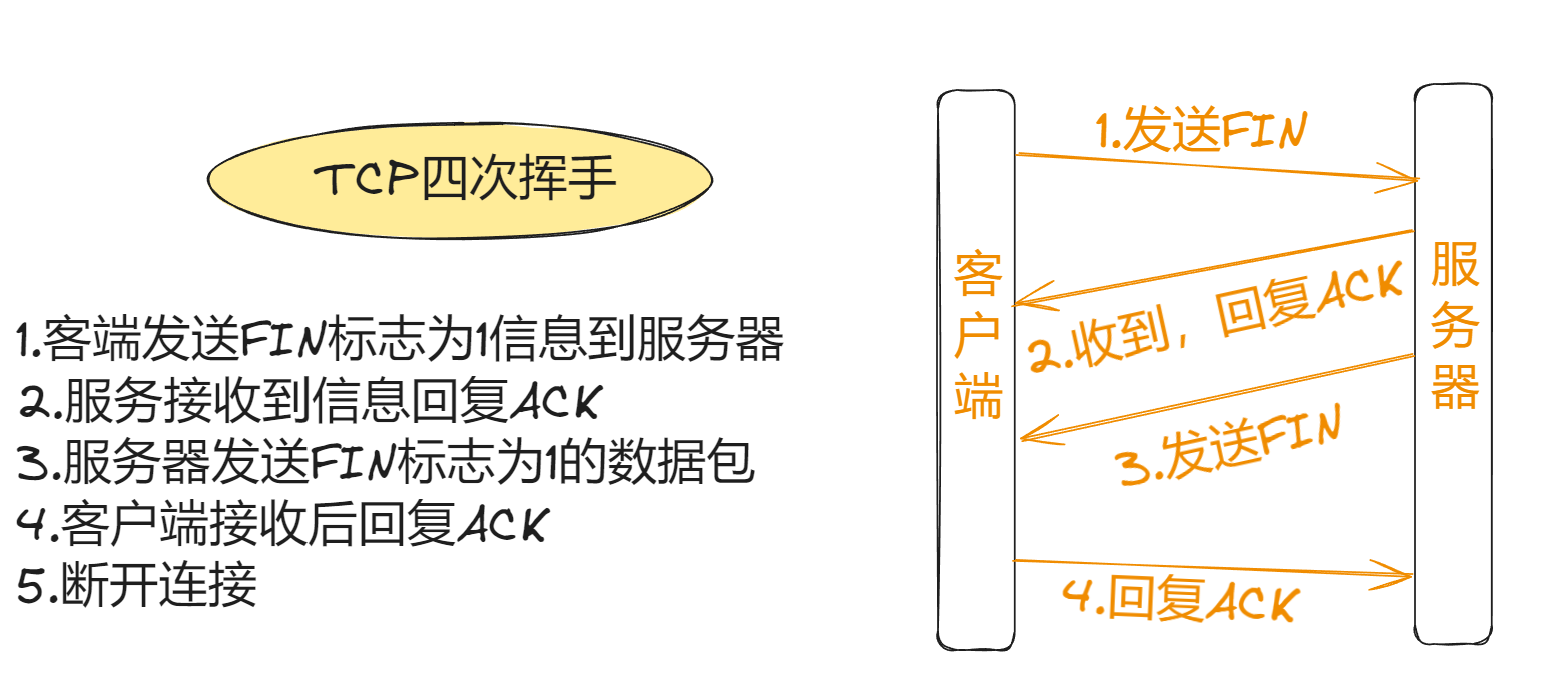 TCP四次挥手
1.客端发送FIN标志为1信息到服务器
2.服务接收到信息回复ACK
3.服务器发送FIN标志为1的数据包
4.客户端接收后回复ACK
5.断开连接
客户端
服务器
1.发送FIN
2.收到，回复ACK
3.发送FIN
4.回复ACK